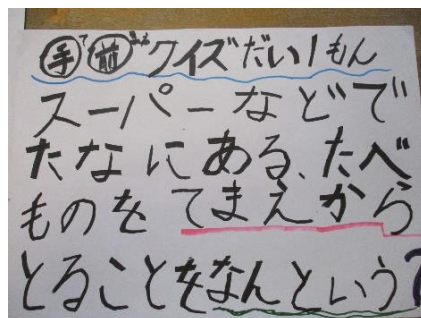 手前クイズだい1もん
スーパーなどで
たなにある、たべ
ものをてまえから
とることをなんという?